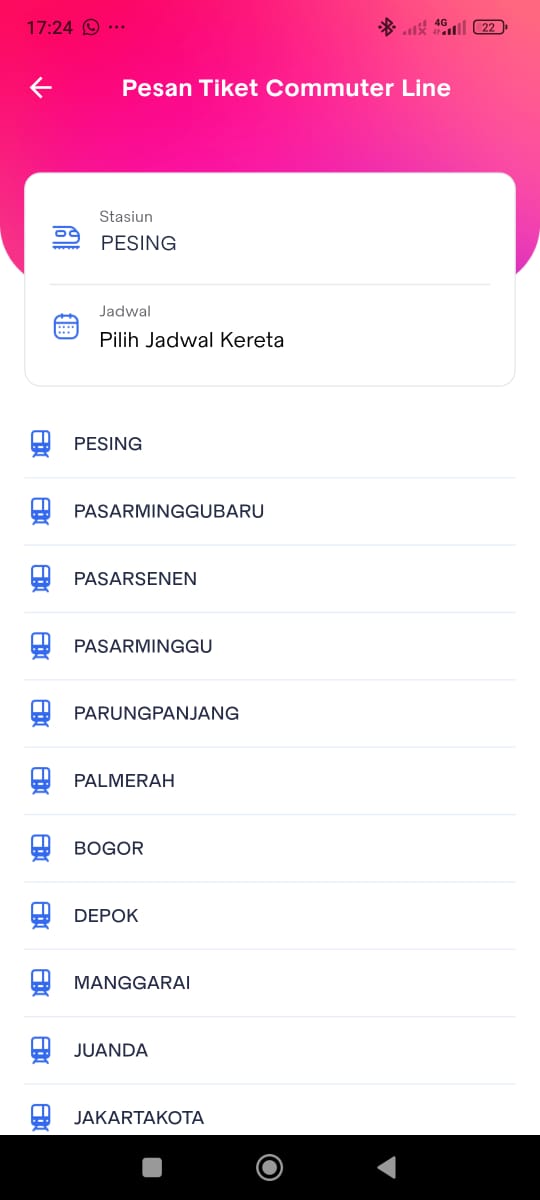 17:24
4G
22
Pesan Tiket Commuter Line
Stasiun
PESING
Jadwal
Pilih Jadwal Kereta
PESING
PASARMINGGUBARU
PASARSENEN
PASARMINGGU
PARUNGPANJANG
PALMERAH
BOGOR
DEPOK
MANGGARAI
JUANDA
JAKARTAKOTA